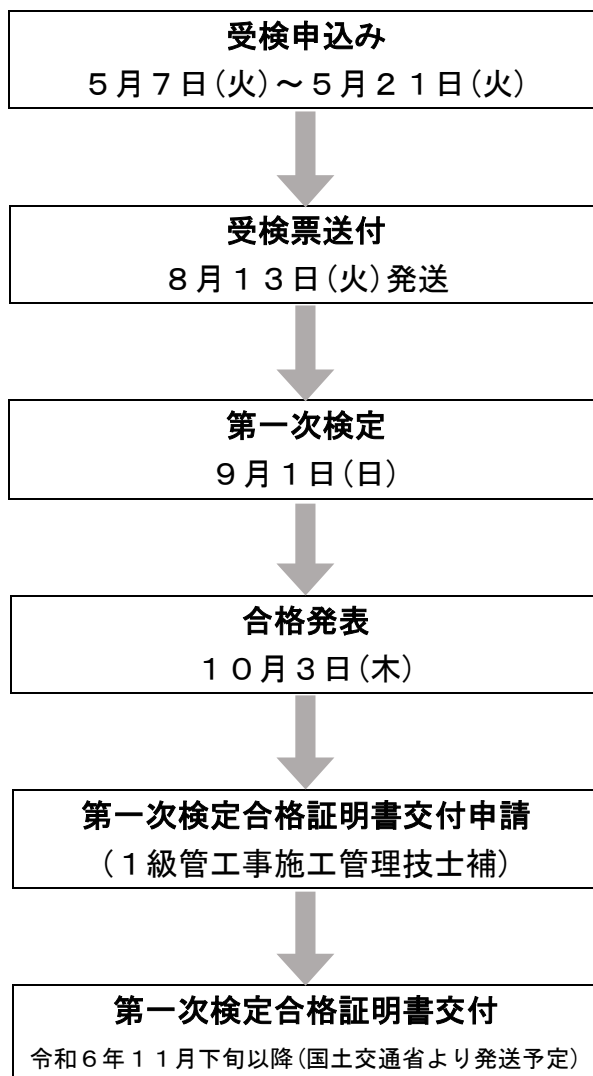 受検申込み
５月７日（火）～５月２１日（火）
受検票送付
８月１３日（火）発送
第一次検定
９月１日（日）
合格発表
１０月３日（木）
第一次検定合格証明書交付申請
（１級管工事施工管理技士補）
第一次検定合格証明書交付
令和６年１１月下旬以降（国土交通省より発送予定）